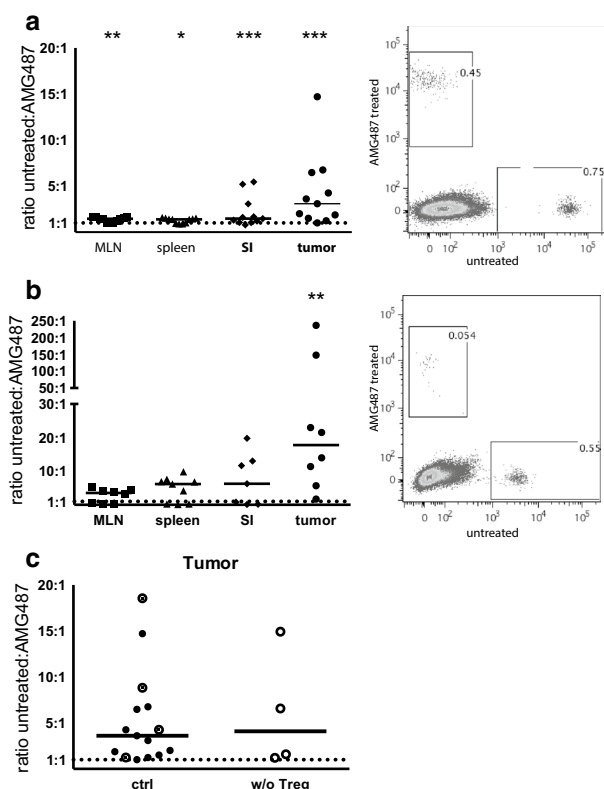 a
ratio untreated:AMG487
20:1
15:1
10:1
5:1
1:1
** * *** ***
MLN spleen SI tumor
AMG487 treated
10^5
10^4
10^3
10^2
0
0.45
0.75
0 10^2 10^3 10^4 10^5
untreated
b
ratio untreated:AMG487
250:1
200:1
150:1
100:1
50:1
30:1
20:1
10:1
1:1
**
MLN spleen SI tumor
AMG487 treated
10^5
10^4
10^3
10^2
0
0.054
0.55
0 10^2 10^3 10^4 10^5
untreated
c
Tumor
ratio untreated:AMG487
20:1
15:1
10:1
5:1
1:1
ctrl w/o Treg